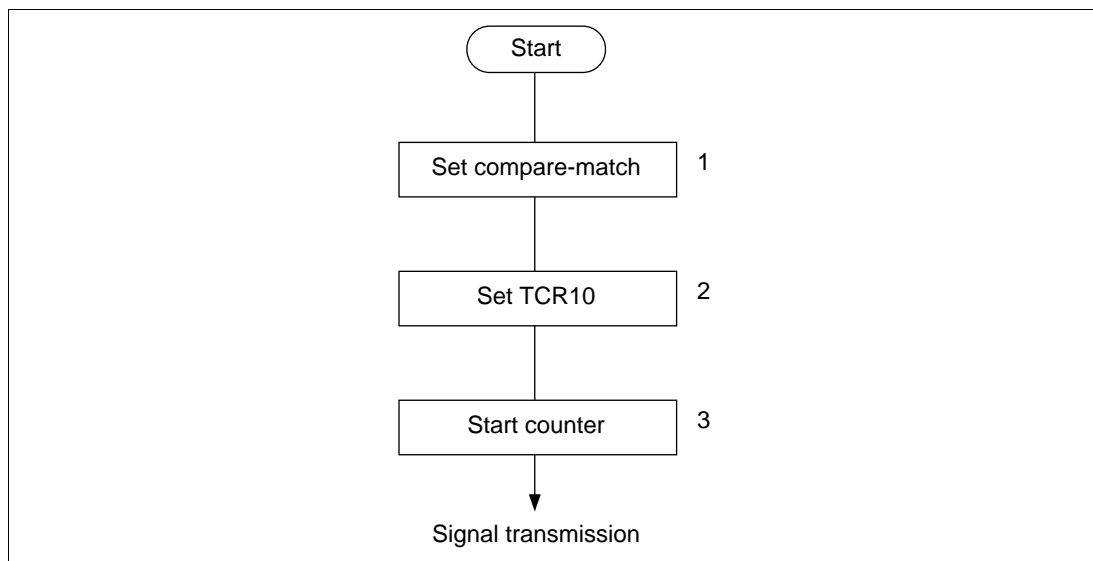 Start
Set compare-match 1
Set TCR10 2
Start counter 3
Signal transmission